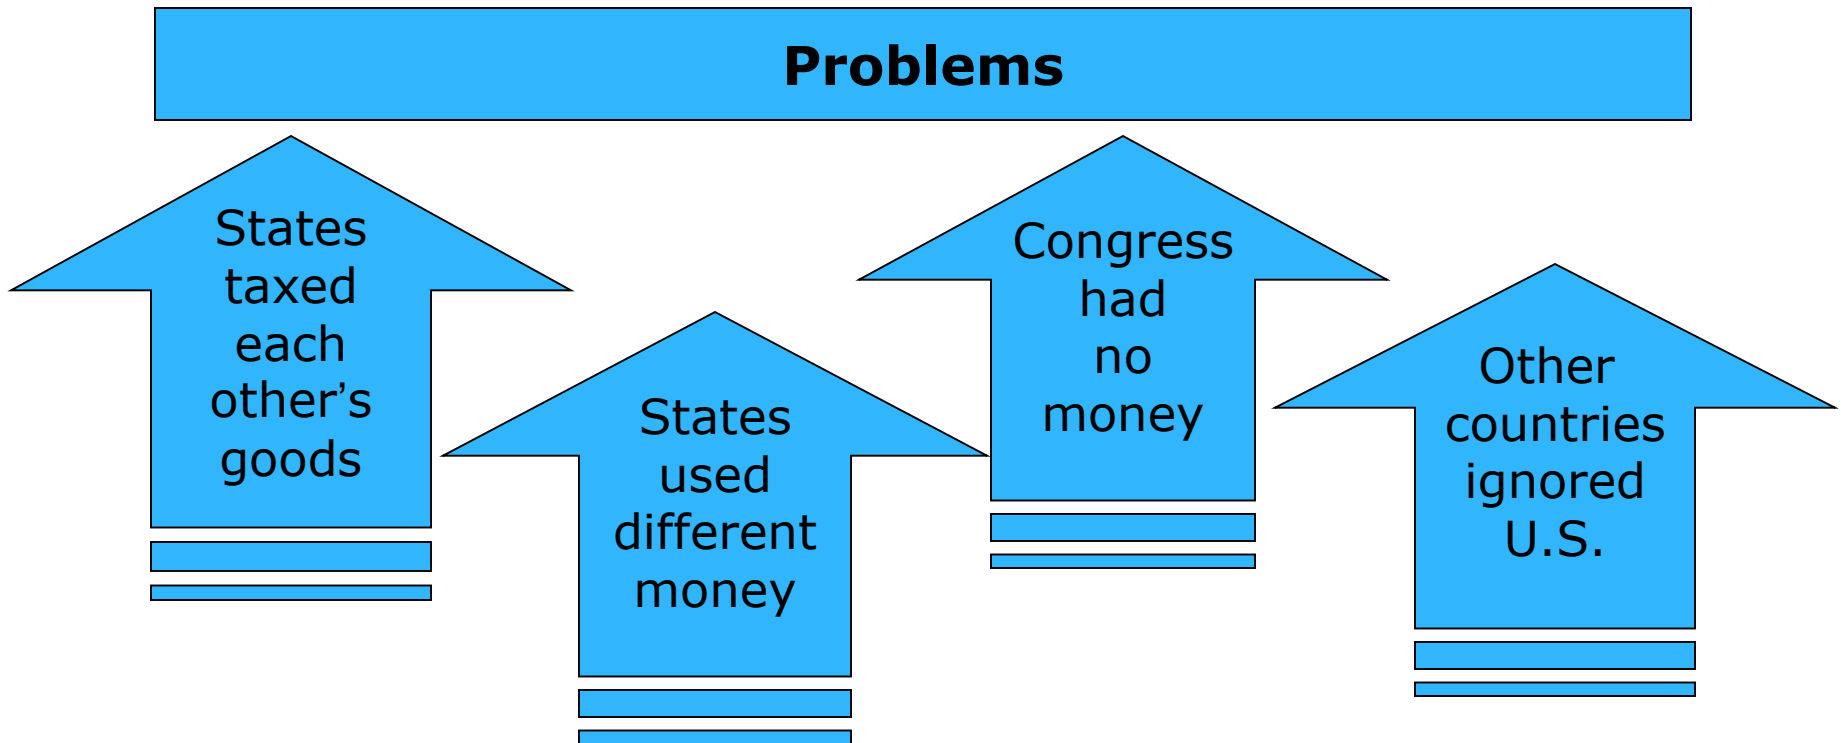 Problems
States
taxed
each
other’s
goods
States
used
different
money
Congress
had
no
money
Other
countries
ignored
U.S.